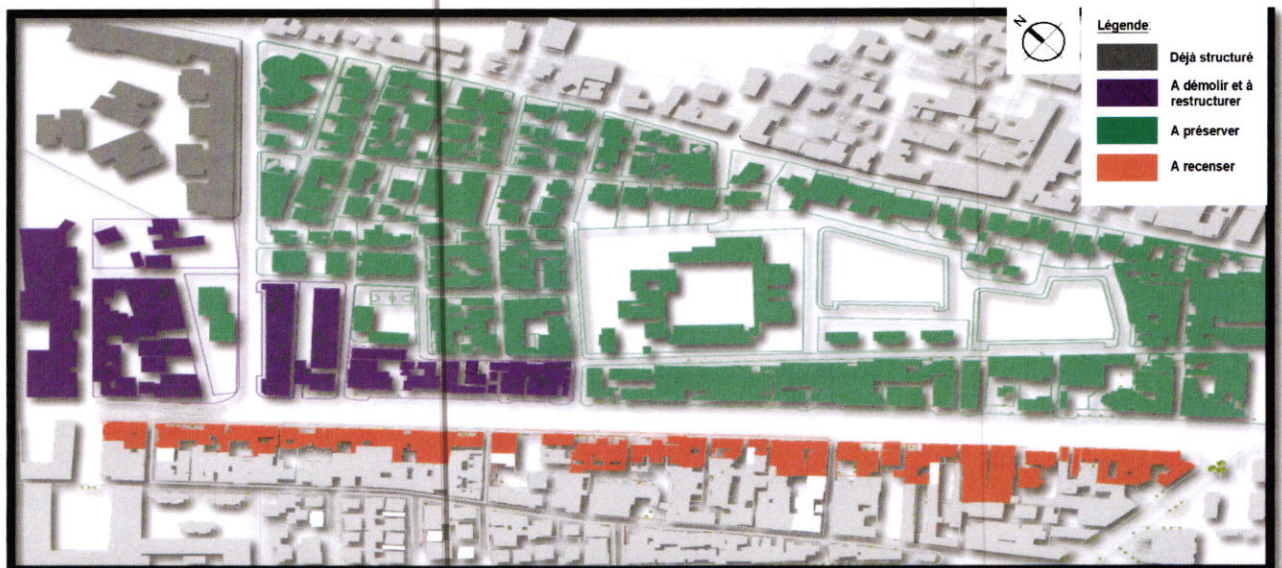 N
Légende:
Déjà structuré
A démolir et à
restructurer
A préserver
A recenser